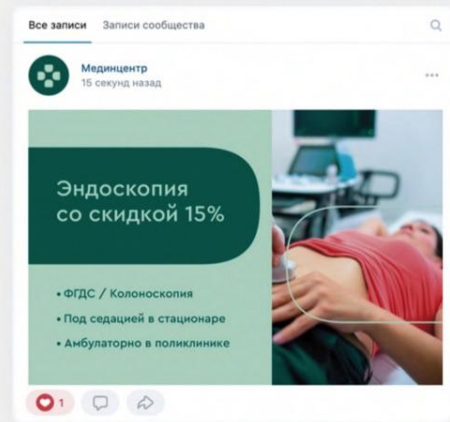 Все записи Записи сообщества
Мединцентр
15 секунд назад
Эндоскопия
со скидкой 15%
• ФГДС / Колоноскопия
• Под седацией в стационаре
• Амбулаторно в поликлинике
1